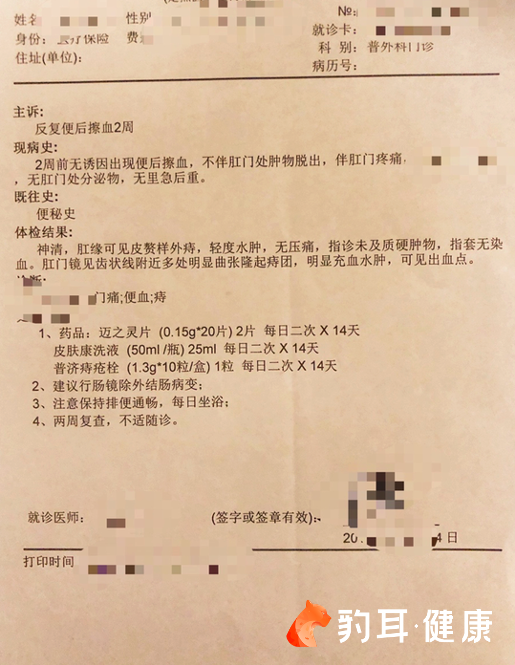 姓名
性别
№:
身份: 医疗保险 费
就诊卡:
科 别: 普外科门诊
住址(单位):
病历号:
主诉:
反复便后擦血2周
现病史:
2周前无诱因出现便后擦血，不伴肛门处肿物脱出，伴肛门疼痛，
，无肛门处分泌物，无里急后重。
既往史:
便秘史
体检结果:
神清，肛缘可见皮赘样外痔，轻度水肿，无压痛，指诊未及质硬肿物，指套无染
血。肛门镜见齿状线附近多处明显曲张隆起痔团，明显充血水肿，可见出血点。
诊断:
门痛;便血;痔
1、药品：迈之灵片 (0.15g*20片) 2片 每日二次 X 14天
皮肤康洗液 (50ml /瓶) 25ml 每日二次 X 14天
普济痔疮栓 (1.3g*10粒/盒) 1粒 每日二次 X 14天
2、建议行肠镜除外结肠病变；
3、注意保持排便通畅，每日坐浴；
4、两周复查，不适随诊。
就诊医师：
(签字或签章有效):
20
4 日
打印时间
豹耳·健康